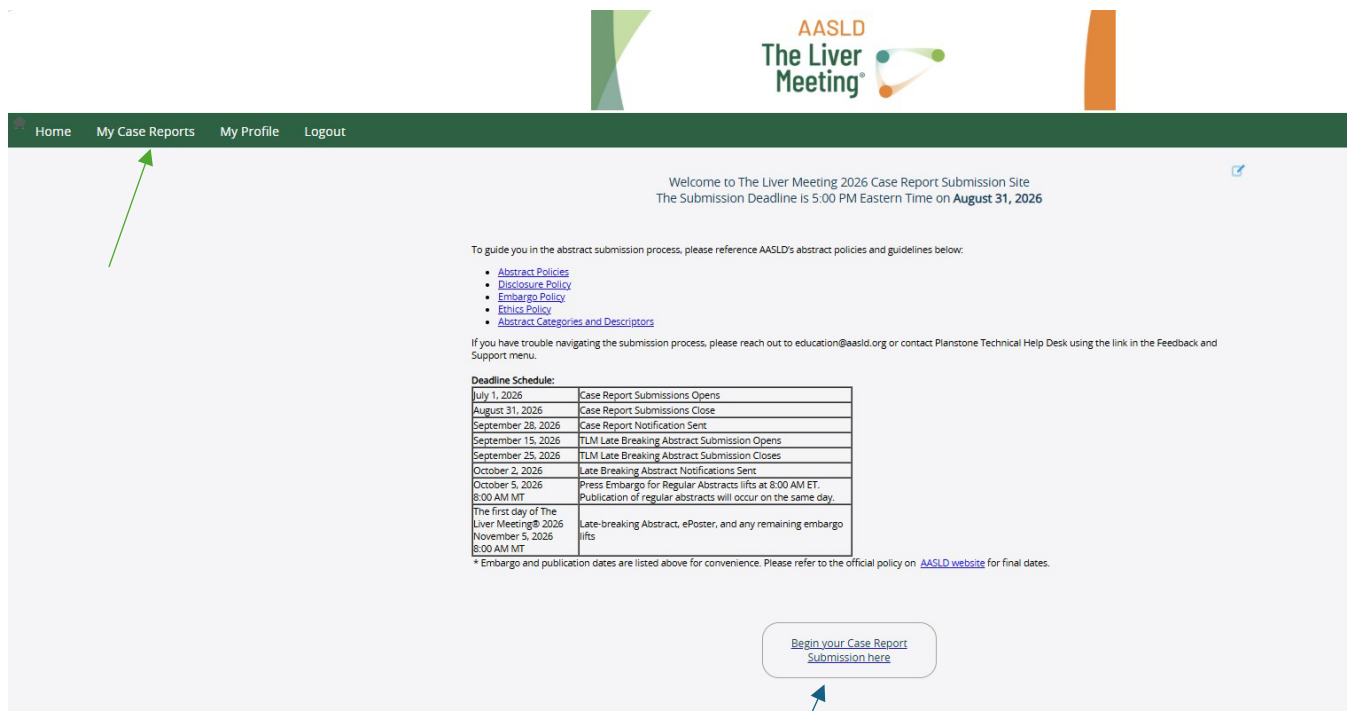 AASLD
The Liver
Meeting®
Home My Case Reports My Profile Logout
Welcome to The Liver Meeting 2026 Case Report Submission Site
The Submission Deadline is 5:00 PM Eastern Time on August 31, 2026
To guide you in the abstract submission process, please reference AASLD's abstract policies and guidelines below:
• Abstract Policies
• Disclosure Policy
• Embargo Policy
• Ethics Policy
• Abstract Categories and Descriptors
If you have trouble navigating the submission process, please reach out to education@aasld.org or contact Planstone Technical Help Desk using the link in the Feedback and
Support menu.
Deadline Schedule:
July 1, 2026 Case Report Submissions Opens
August 31, 2026 Case Report Submissions Close
September 28, 2026 Case Report Notification Sent
September 15, 2026 TLM Late Breaking Abstract Submission Opens
September 25, 2026 TLM Late Breaking Abstract Submission Closes
October 2, 2026 Late Breaking Abstract Notifications Sent
October 5, 2026 Press Embargo for Regular Abstracts lifts at 8:00 AM ET.
8:00 AM MT Publication of regular abstracts will occur on the same day.
The first day of The
Liver Meeting® 2026 Late-breaking Abstract, ePoster, and any remaining embargo
November 5, 2026 lifts
8:00 AM MT
* Embargo and publication dates are listed above for convenience. Please refer to the official policy on AASLD website for final dates.
Begin your Case Report
Submission here